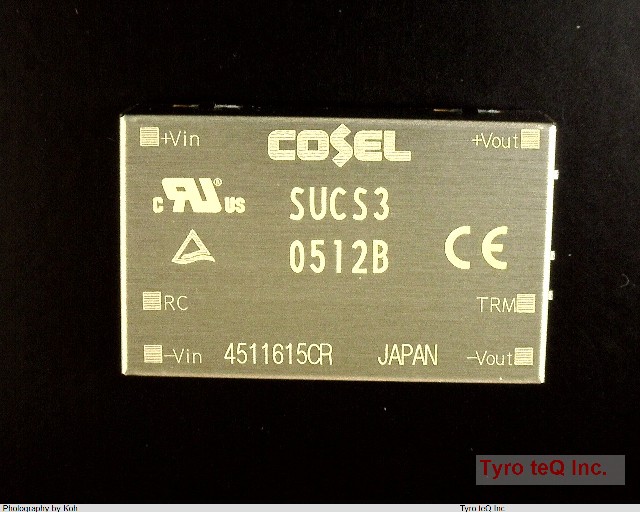 +Vin COSEL +Vout
c RU® US SUCS3
0512B CE
RC TRM
-Vin 4511615CR JAPAN -Vout
Tyro teQ Inc.
Photography by Koh Tyro teQ Inc